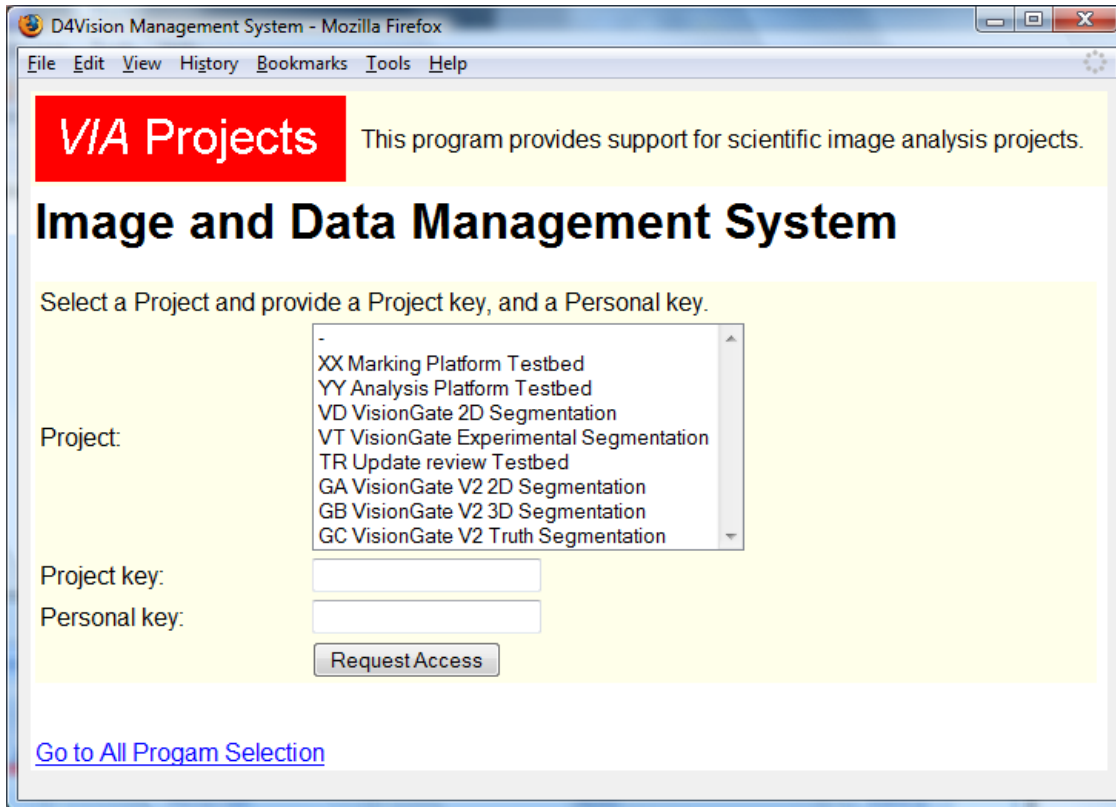 D4Vision Management System - Mozilla Firefox
File Edit View History Bookmarks Tools Help
VIA Projects This program provides support for scientific image analysis projects.
Image and Data Management System
Select a Project and provide a Project key, and a Personal key.
Project:
-
XX Marking Platform Testbed
YY Analysis Platform Testbed
VD VisionGate 2D Segmentation
VT VisionGate Experimental Segmentation
TR Update review Testbed
GA VisionGate V2 2D Segmentation
GB VisionGate V2 3D Segmentation
GC VisionGate V2 Truth Segmentation
Project key:
Personal key:
Request Access
Go to All Progam Selection